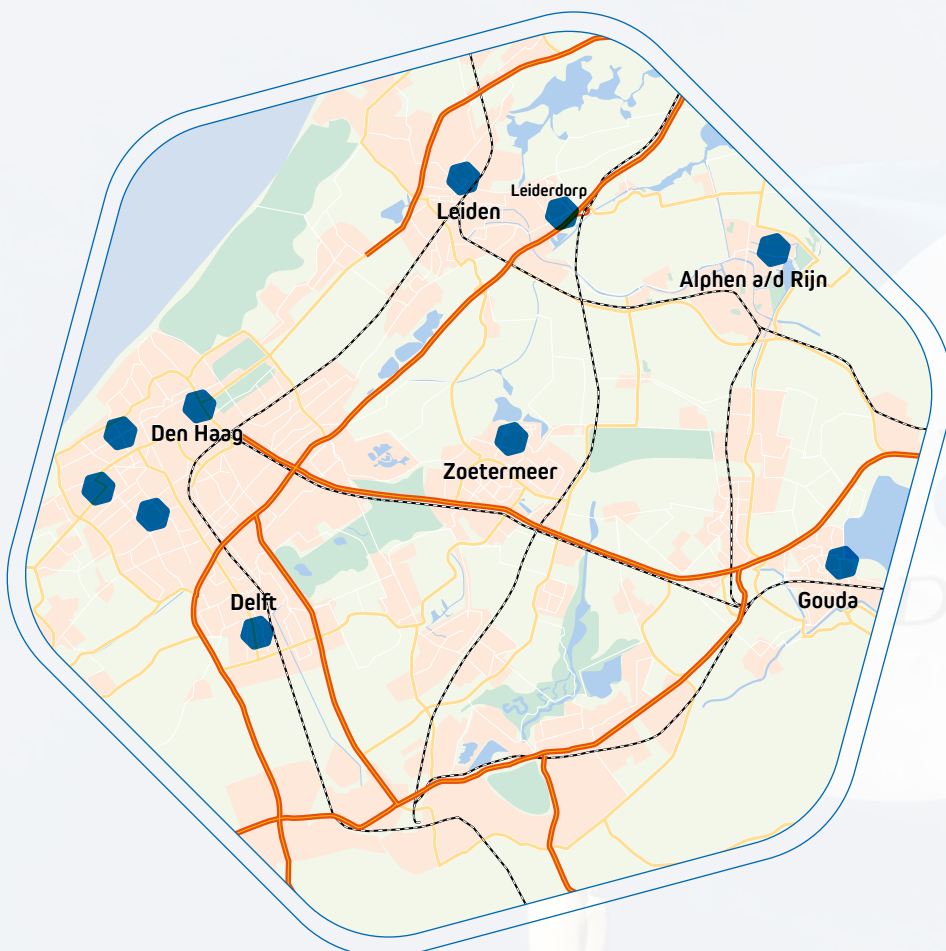 Leiderdorp
Leiden
Alphen a/d Rijn
Den Haag
Zoetermeer
Gouda
Delft